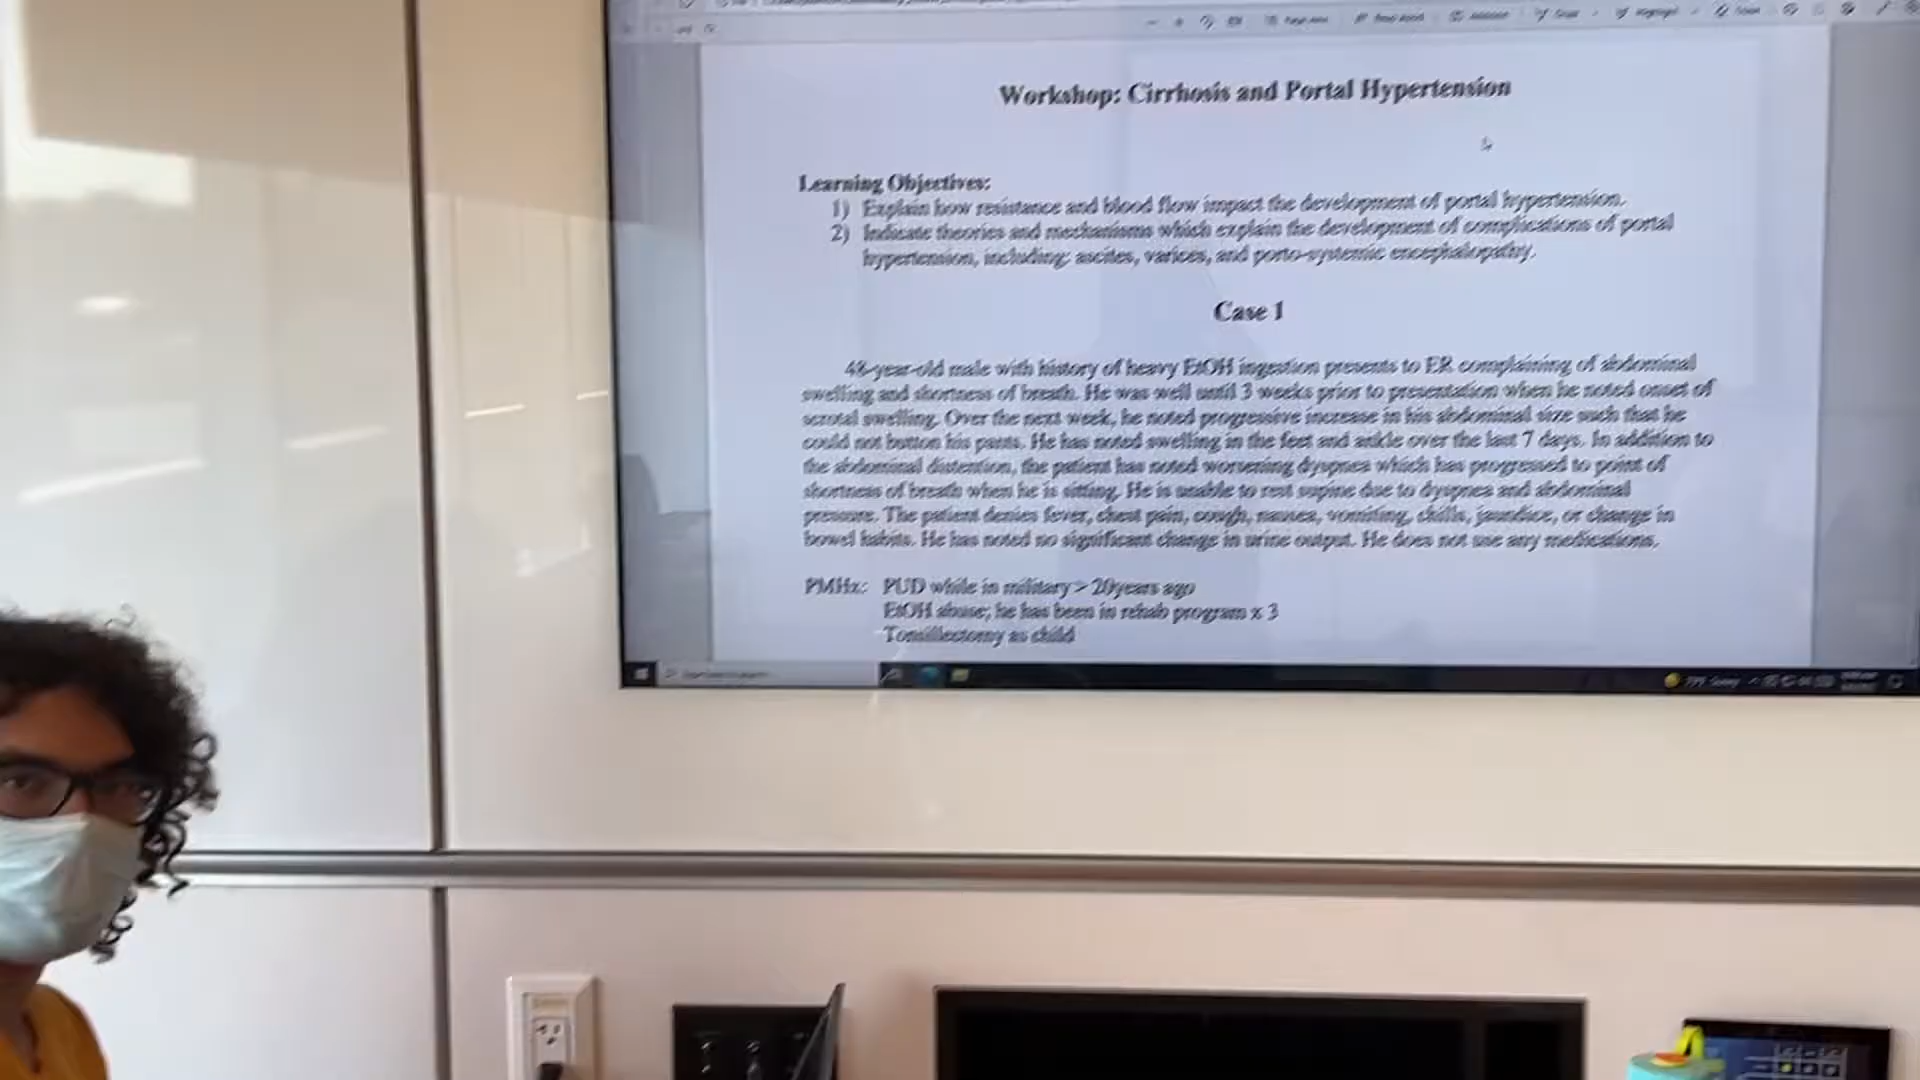 Workshop: Cirrhosis and Portal Hypertension
Learning Objectives:
1) Explain how resistance and blood flow impact the development of portal hypertension.
2) Indicate theories and mechanisms which explain the development of complications of portal
hypertension, including: ascites, varices, and porto-systemic encephalopathy.
Case 1
48-year-old male with history of heavy EtOH ingestion presents to ER complaining of abdominal
swelling and shortness of breath. He was well until 3 weeks prior to presentation when he noted onset of
scrotal swelling. Over the next week, he noted progressive increase in his abdominal size such that he
could not button his pants. He has noted swelling in the feet and ankle over the last 7 days. In addition to
the abdominal distention, the patient has noted worsening dyspnea which has progressed to point of
shortness of breath when he is sitting. He is unable to rest supine due to dyspnea and abdominal
pressure. The patient denies fever, chest pain, cough, nausea, vomiting, chills, jaundice, or change in
bowel habits. He has noted no significant change in urine output. He does not use any medications.
PMHx: PUD while in military > 20years ago
EtOH abuse; he has been in rehab program x 3
Tonsillectomy as child
Sunny